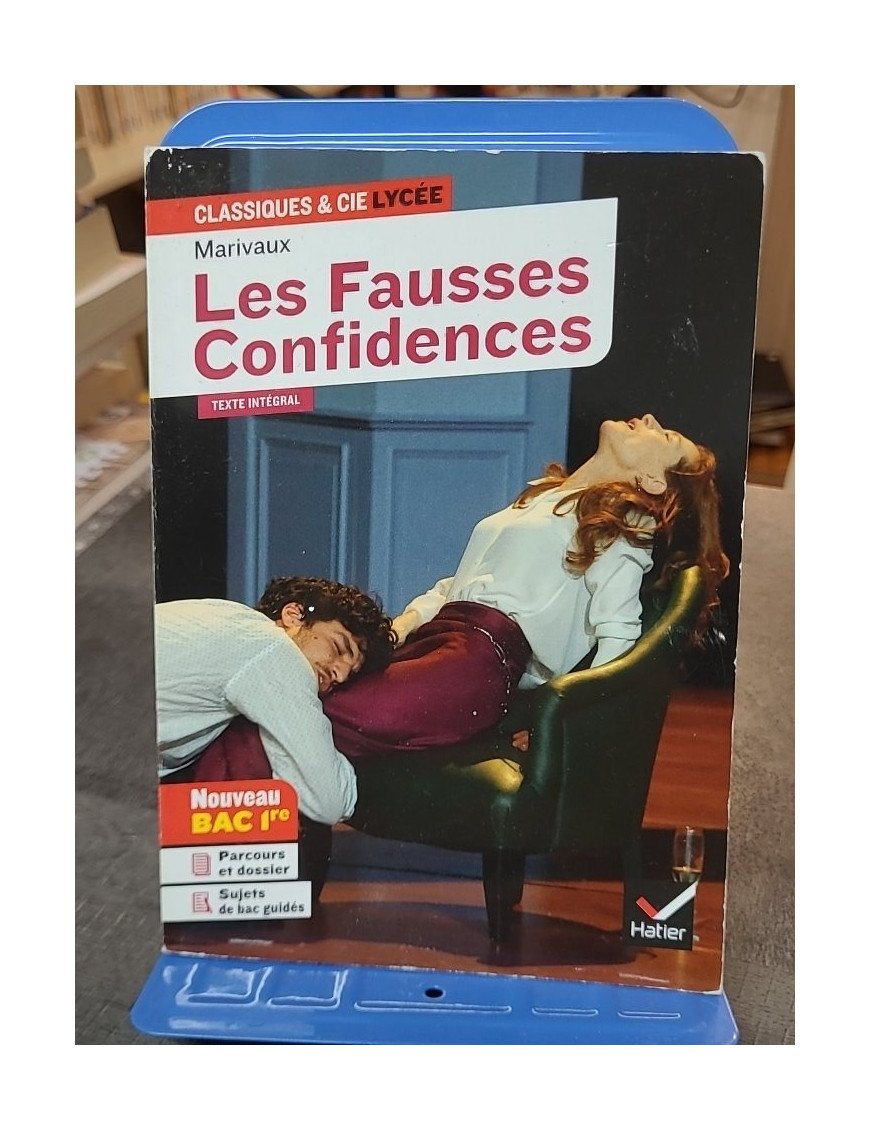 CLASSIQUES & CIE LYCÉE
Marivaux
Les Fausses
Confidences
TEXTE INTÉGRAL
Nouveau
BAC 1re
Parcours
et dossier
Sujets
de bac guidés
Hatier